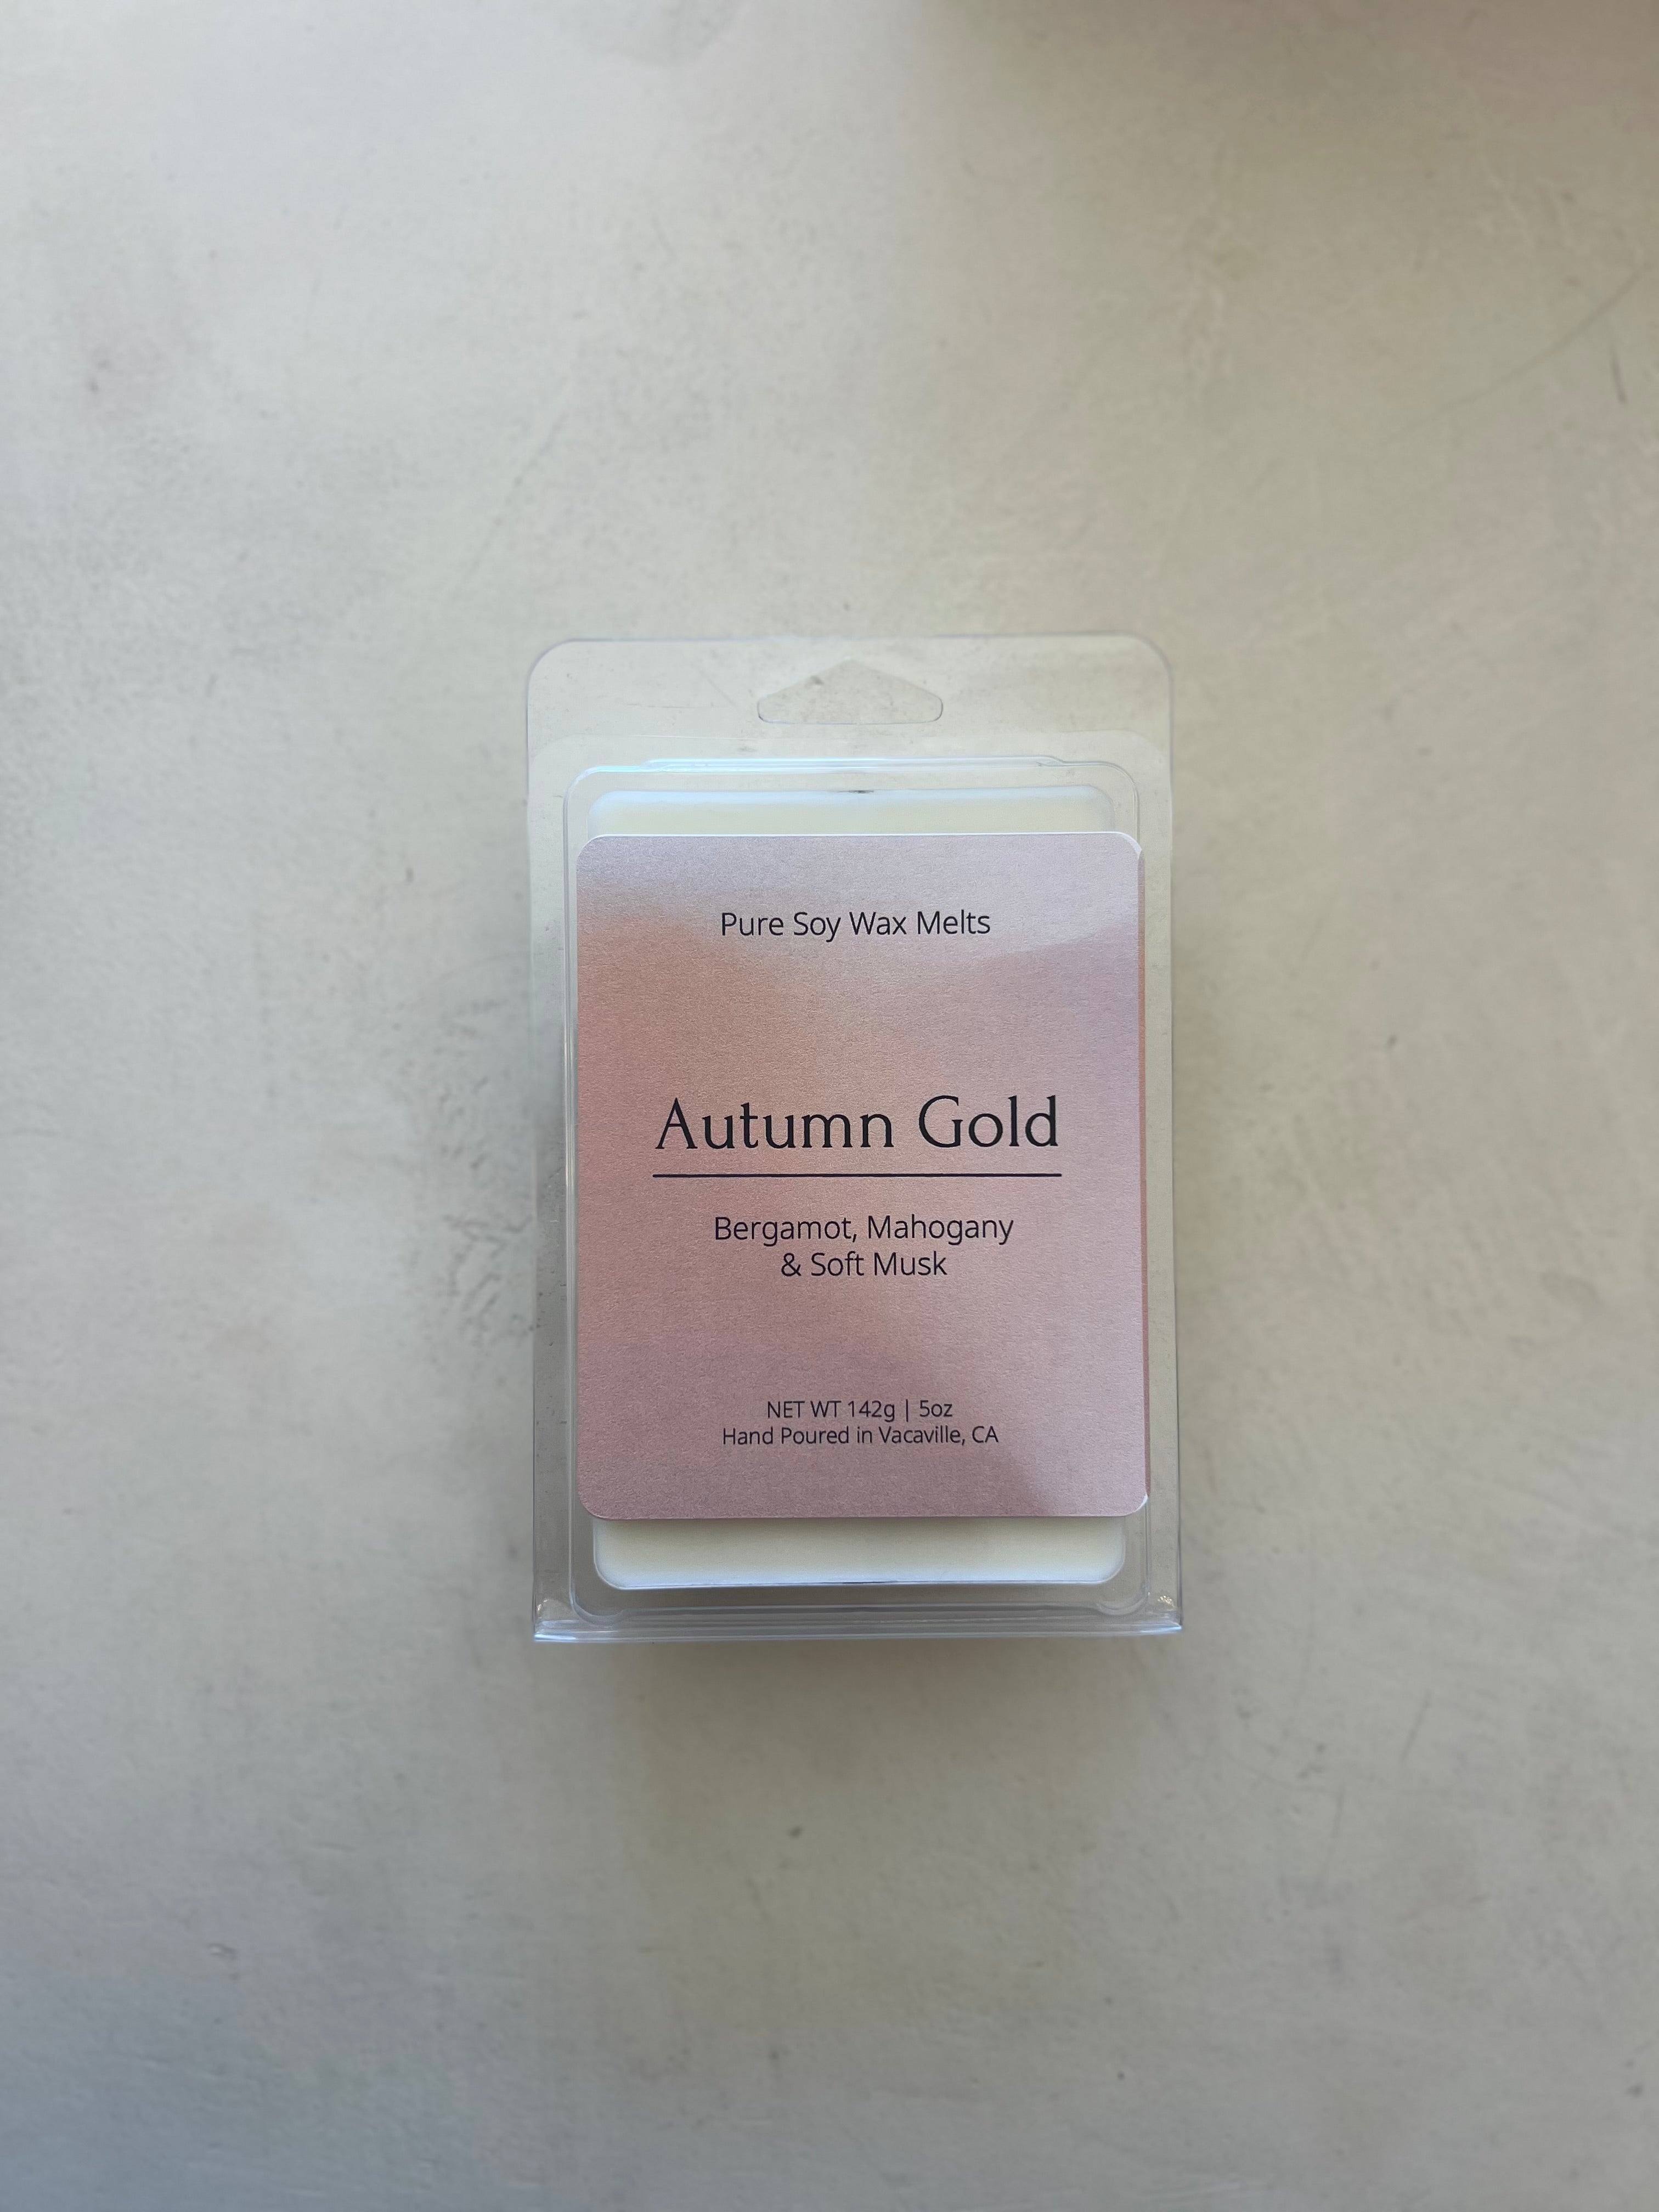 Pure Soy Wax Melts
Autumn Gold
Bergamot, Mahogany
& Soft Musk
NET WT 142g | 5oz
Hand Poured in Vacaville, CA